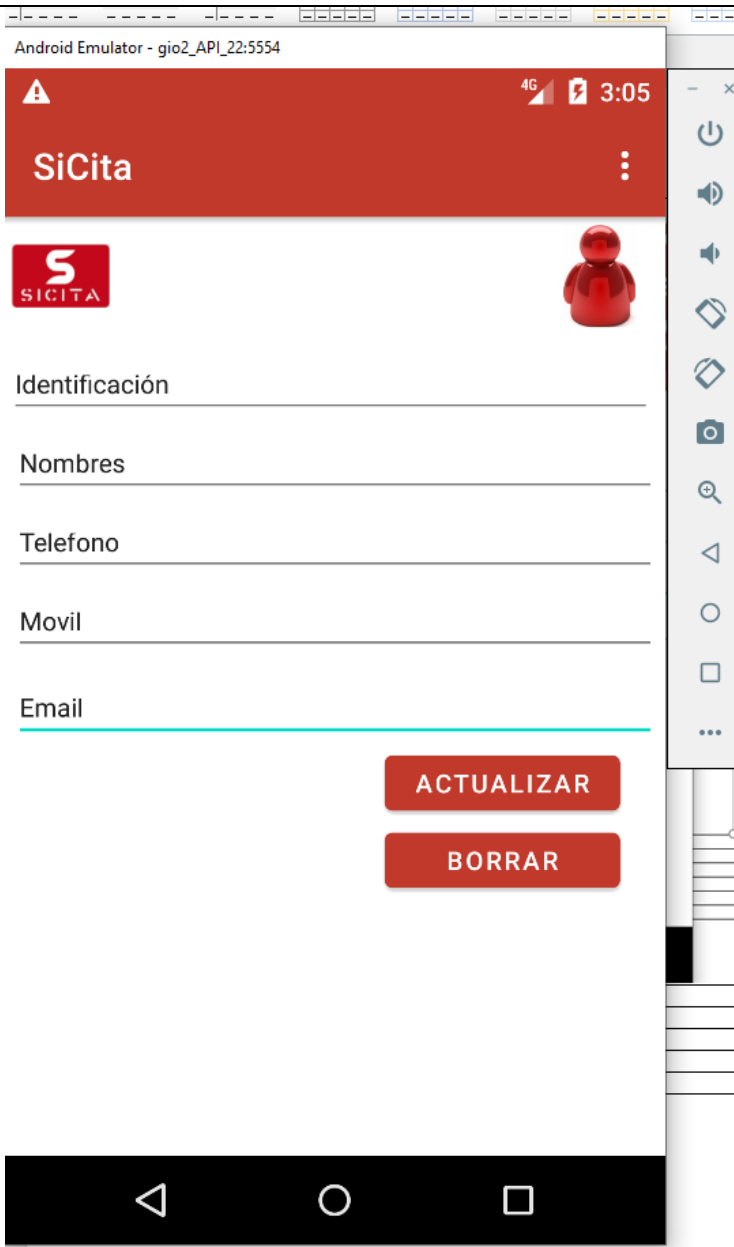 Android Emulator - gio2_API_22:5554
4G 3:05
SiCita
S
SICITA
Identificación
Nombres
Telefono
Movil
Email
ACTUALIZAR
BORRAR